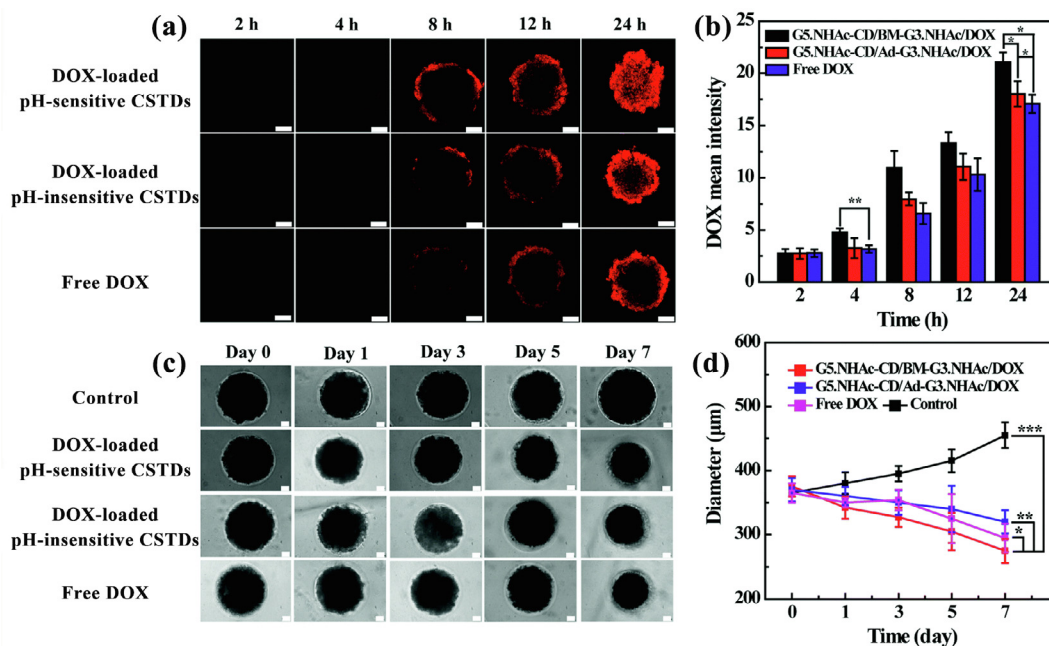 (a)
2 h 4 h 8 h 12 h 24 h
DOX-loaded
pH-sensitive CSTDs
DOX-loaded
pH-insensitive CSTDs
Free DOX
(b)
G5.NHAc-CD/BM-G3.NHAc/DOX
G5.NHAc-CD/Ad-G3.NHAc/DOX
Free DOX
*
* *
**
DOX mean intensity
25
20
15
10
5
0
2 4 8 12 24
Time (h)
(c)
Day 0 Day 1 Day 3 Day 5 Day 7
Control
DOX-loaded
pH-sensitive CSTDs
DOX-loaded
pH-insensitive CSTDs
Free DOX
(d)
G5.NHAc-CD/BM-G3.NHAc/DOX
G5.NHAc-CD/Ad-G3.NHAc/DOX
Free DOX Control
***
**
*
Diameter (μm)
600
500
400
300
200
0 1 3 5 7
Time (day)